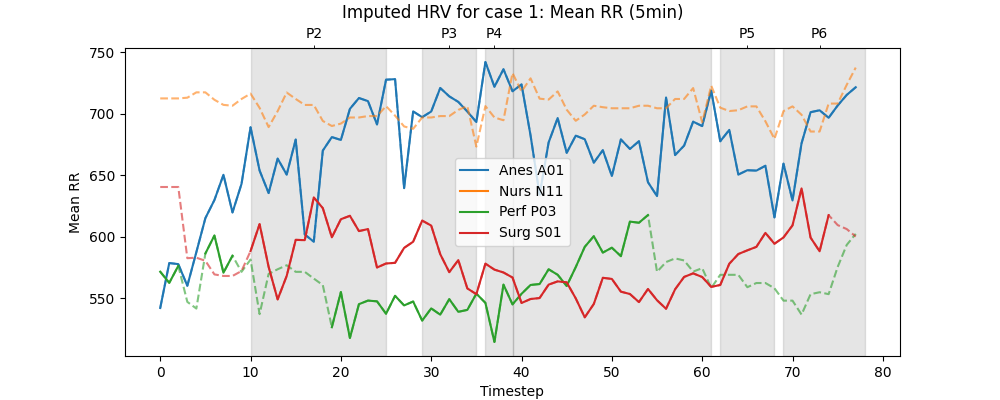 Imputed HRV for case 1: Mean RR (5min)
P2 P3 P4 P5 P6
750
700
650
600
550
Mean RR
Anes A01
Nurs N11
Perf P03
Surg S01
0 10 20 30 40 50 60 70 80
Timestep